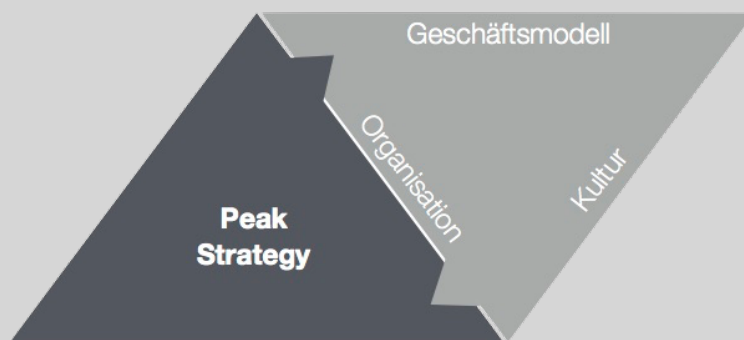 Geschäftsmodell
Organisation
Kultur
Peak
Strategy